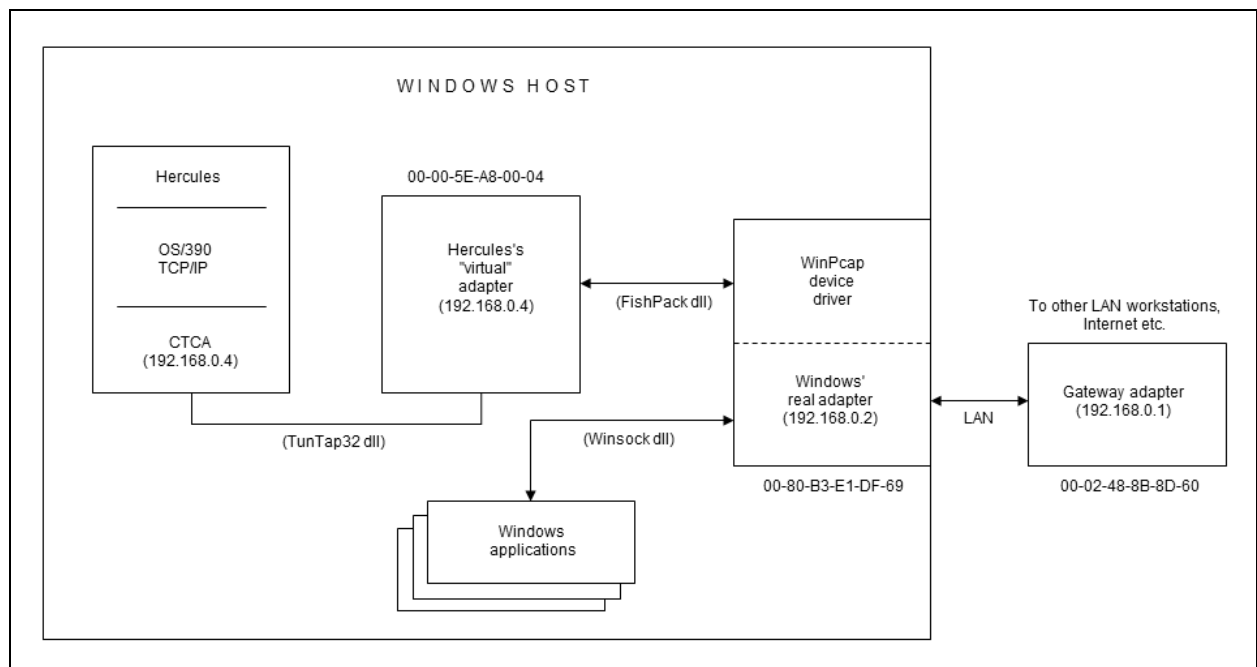 WINDOWS HOST
Hercules
OS/390
TCP/IP
CTCA
(192.168.0.4)
00-00-5E-A8-00-04
Hercules's
"virtual"
adapter
(192.168.0.4)
(TunTap32 dll)
(FishPack dll)
WinPcap
device
driver
Windows'
real adapter
(192.168.0.2)
00-80-B3-E1-DF-69
(Winsock dll)
Windows
applications
LAN
To other LAN workstations,
Internet etc.
Gateway adapter
(192.168.0.1)
00-02-48-8B-8D-60